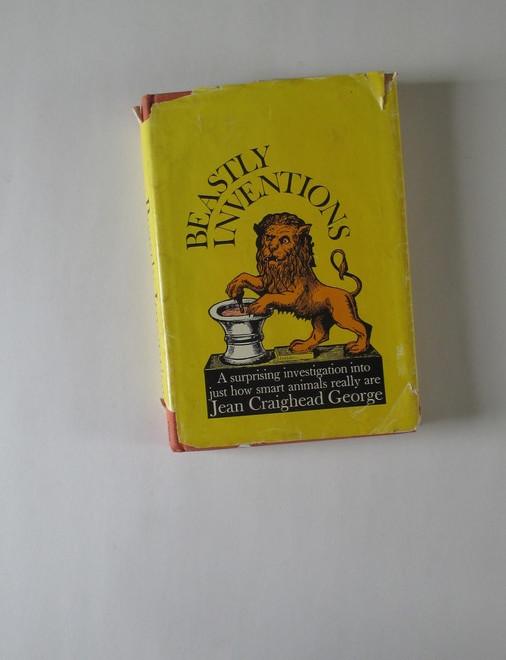 BEASTLY
INVENTIONS
A surprising investigation into
just how smart animals really are
Jean Craighead George